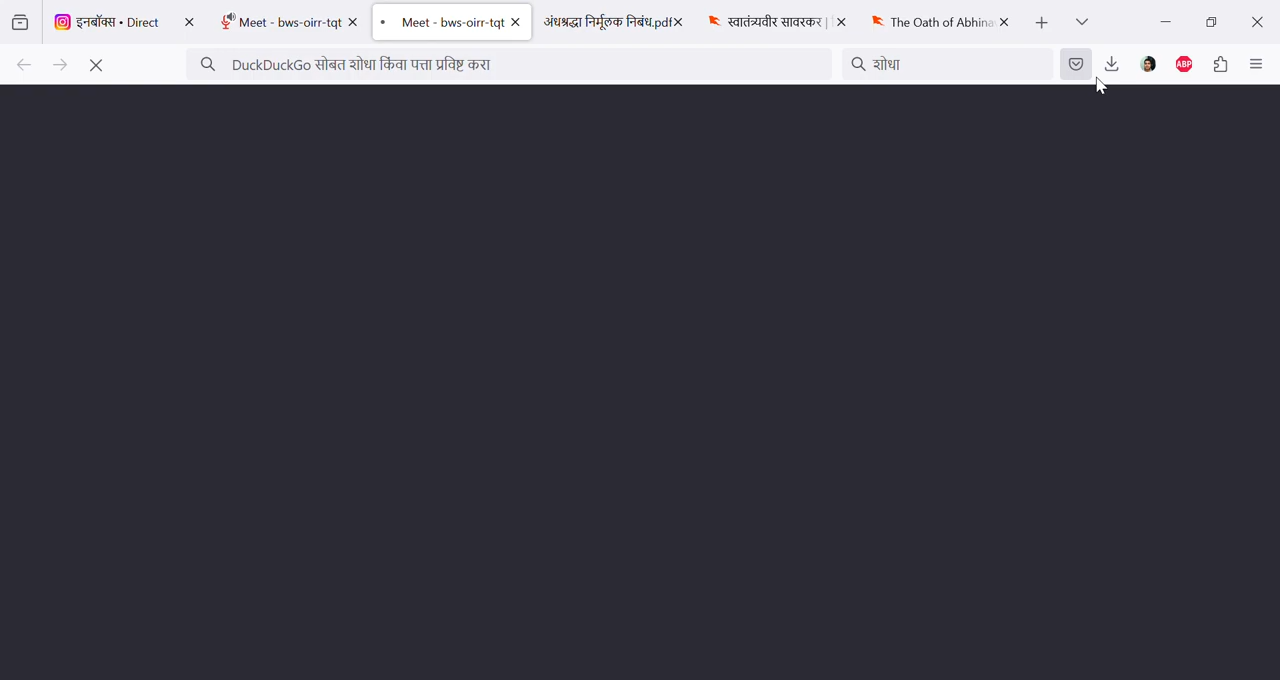 इनबॉक्स • Direct
Meet - bws-oirr-tqt
Meet - bws-oirr-tqt
अंधश्रद्धा निर्मूलक निबंध.pdf
स्वातंत्र्यवीर सावरकर |
The Oath of Abhina
DuckDuckGo सोबत शोधा किंवा पत्ता प्रविष्ट करा
शोधा
ABP